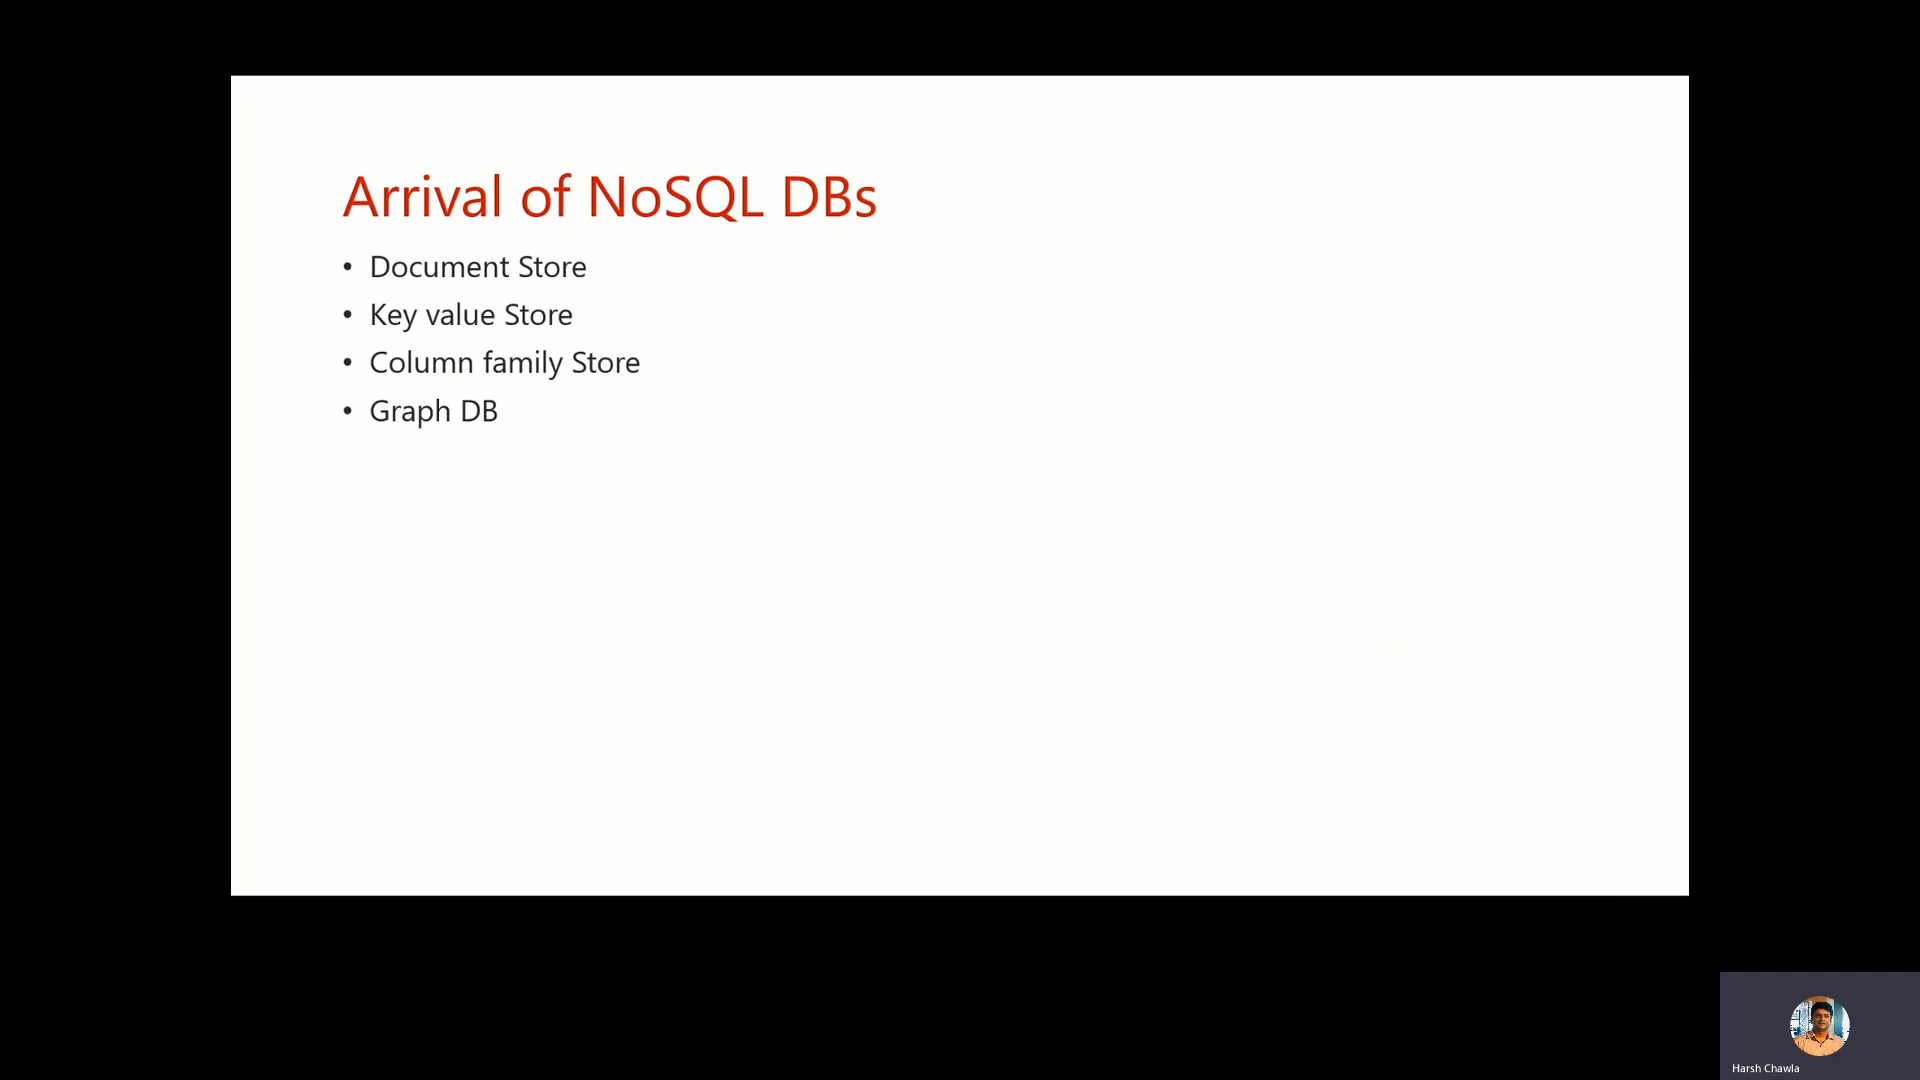 Arrival of NoSQL DBs
• Document Store
• Key value Store
• Column family Store
• Graph DB
Harsh Chawla